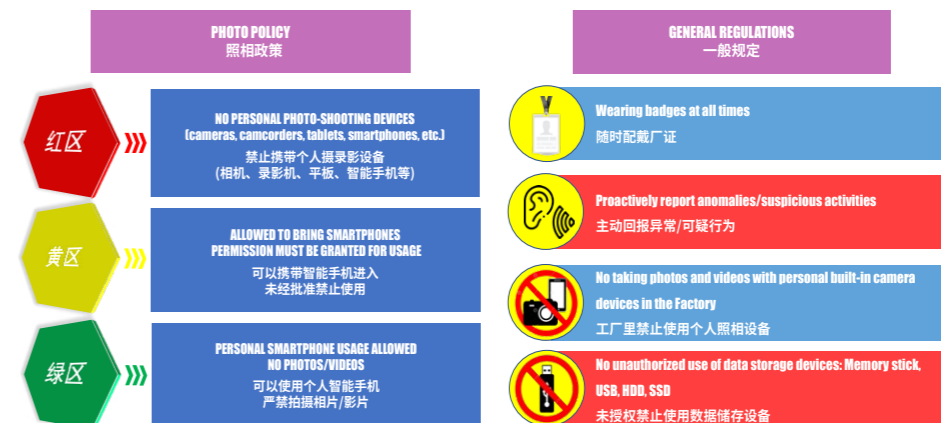 PHOTO POLICY
照相政策
红区
NO PERSONAL PHOTO-SHOOTING DEVICES
(cameras, camcorders, tablets, smartphones, etc.)
禁止携带个人摄录影设备
(相机、录影机、平板、智能手机等)
黄区
ALLOWED TO BRING SMARTPHONES
PERMISSION MUST BE GRANTED FOR USAGE
可以携带智能手机进入
未经批准禁止使用
绿区
PERSONAL SMARTPHONE USAGE ALLOWED
NO PHOTOS/VIDEOS
可以使用个人智能手机
严禁拍摄相片/影片
GENERAL REGULATIONS
一般规定
Wearing badges at all times
随时配戴厂证
Proactively report anomalies/suspicious activities
主动回报异常/可疑行为
No taking photos and videos with personal built-in camera
devices in the Factory
工厂里禁止使用个人照相设备
No unauthorized use of data storage devices: Memory stick,
USB, HDD, SSD
未授权禁止使用数据储存设备